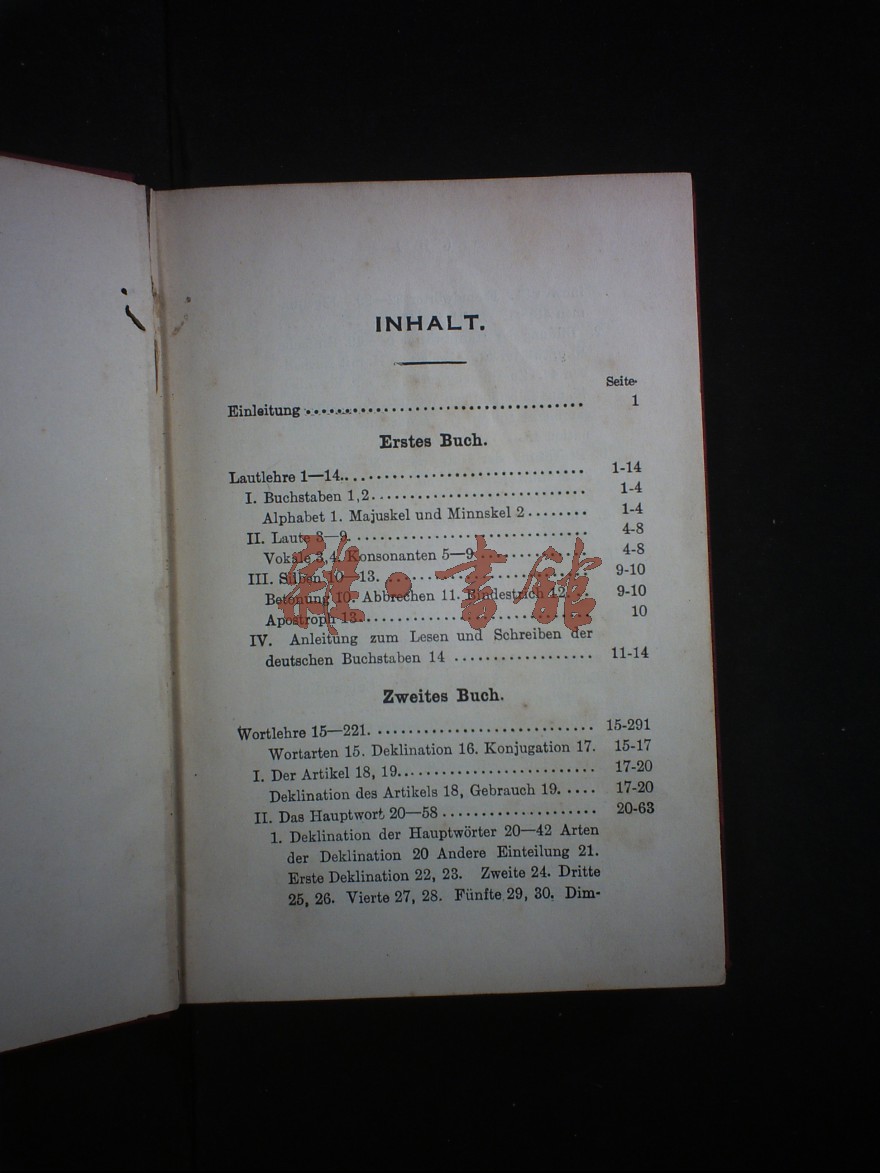 INHALT.
Seite.
Einleitung ........................................ 1
Erstes Buch.
Lautlehre 1—14................................ 1-14
I. Buchstaben 1,2............................ 1-4
Alphabet 1. Majuskel und Minnskel 2........ 1-4
II. Laute 3—9................................ 4-8
Vokale 3,4. Konsonanten 5—9............ 4-8
III. Silben 10—13........................... 9-10
Betonung 10. Abbrechen 11. Bindestrich 12... 9-10
Apostroph 13............................. 10
IV. Anleitung zum Lesen und Schreiben der
deutschen Buchstaben 14 .................. 11-14
Zweites Buch.
Wortlehre 15—221............................ 15-291
Wortarten 15. Deklination 16. Konjugation 17. 15-17
I. Der Artikel 18, 19......................... 17-20
Deklination des Artikels 18, Gebrauch 19..... 17-20
II. Das Hauptwort 20—58 .................... 20-63
1. Deklination der Hauptwörter 20—42 Arten
der Deklination 20 Andere Einteilung 21.
Erste Deklination 22, 23. Zweite 24. Dritte
25, 26. Vierte 27, 28. Fünfte 29, 30. Dim-
雜·書館